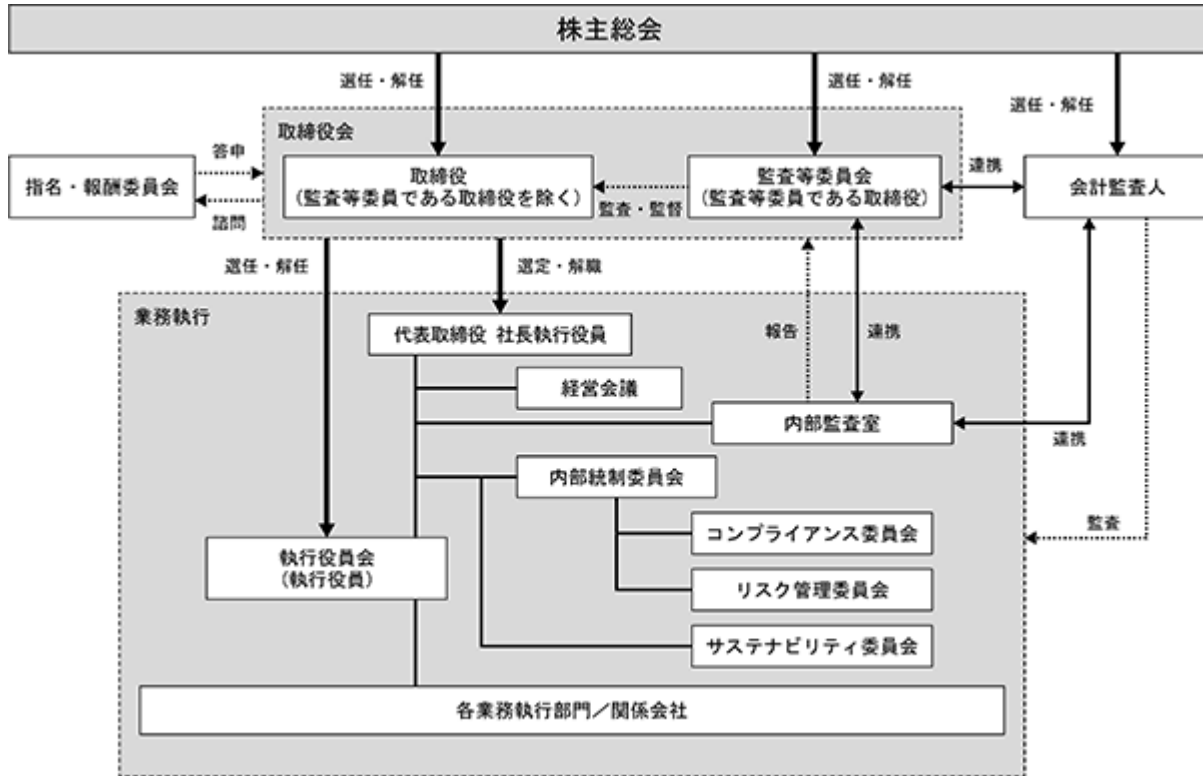 株主総会
選任・解任
選任・解任
選任・解任
取締役会
答申
指名・報酬委員会
諮問
取締役
(監査等委員である取締役を除く)
監査・監督
監査等委員会
(監査等委員である取締役)
連携
会計監査人
選任・解任
選定・解職
業務執行
代表取締役 社長執行役員
報告
連携
経営会議
内部監査室
連携
内部統制委員会
コンプライアンス委員会
監査
執行役員会
(執行役員)
リスク管理委員会
サステナビリティ委員会
各業務執行部門／関係会社